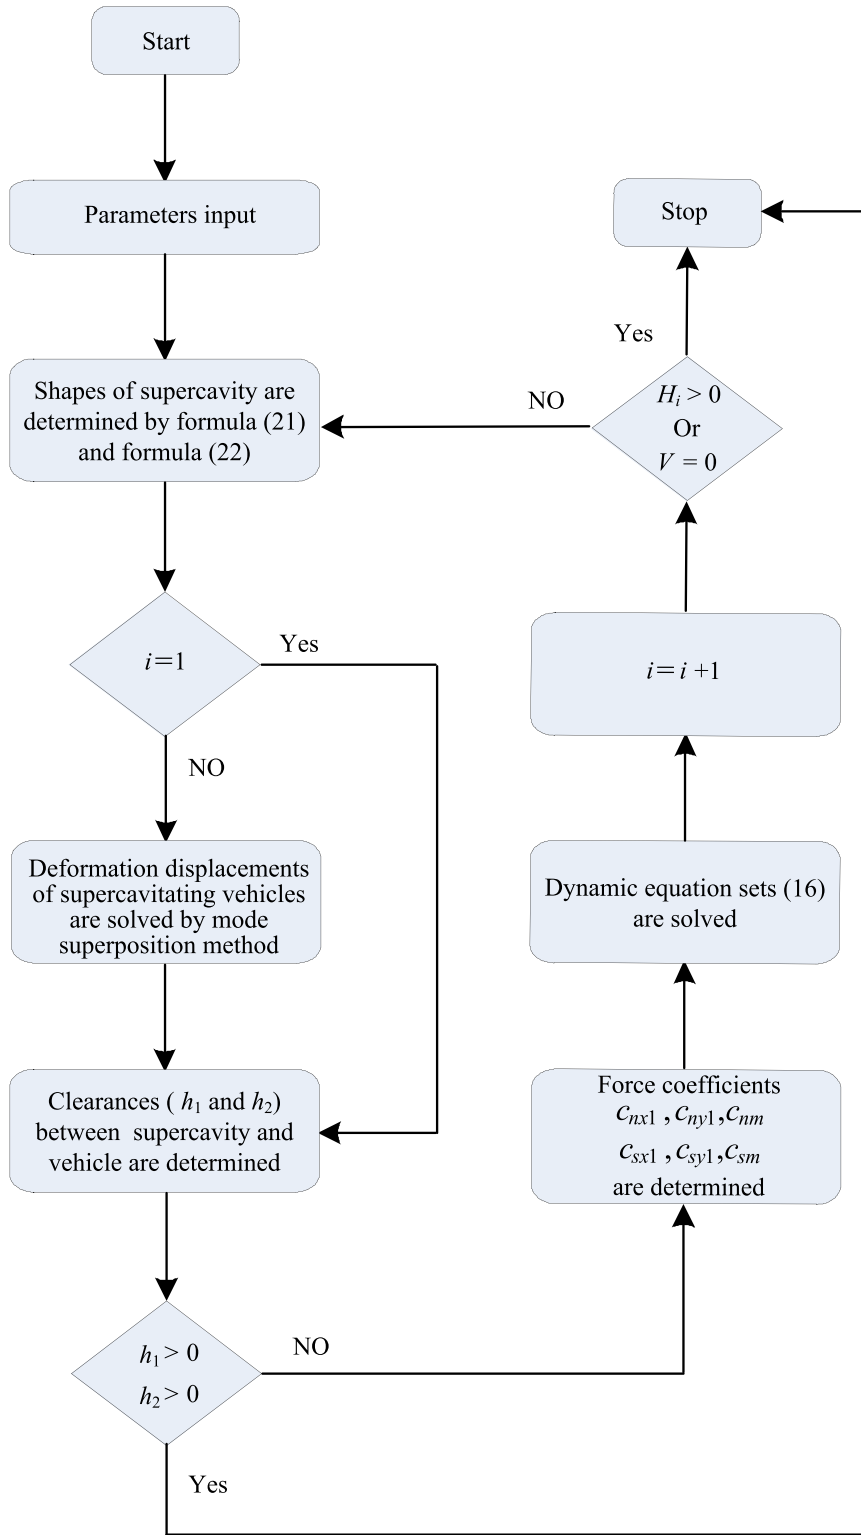 Start
Parameters input
Shapes of supercavity are
determined by formula (21)
and formula (22)
i=1
Yes
NO
Deformation displacements
of supercavitating vehicles
are solved by mode
superposition method
Clearances ( h1 and h2)
between supercavity and
vehicle are determined
h1 > 0
h2 > 0
NO
Yes
Force coefficients
cnx1 ,cny1,cnm
csx1 ,csy1,csm
are determined
Dynamic equation sets (16)
are solved
i= i +1
Hi > 0
Or
V = 0
NO
Yes
Stop